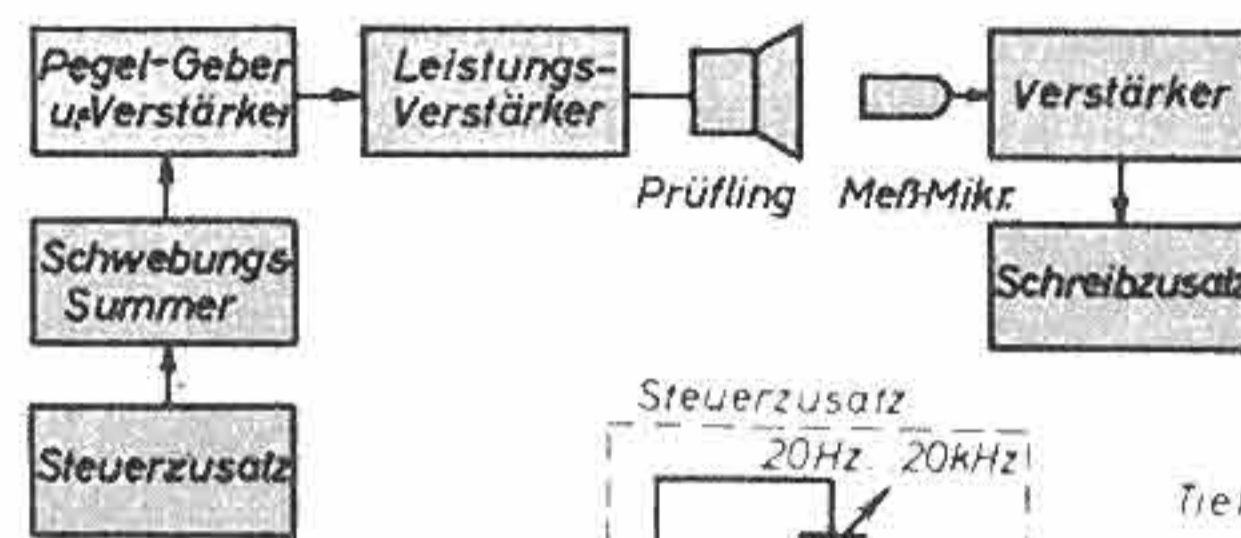 Pegel-Geber
u. Verstärker
Leistungs-
Verstärker
Verstärker
Prüfling
Meß-Mikr.
Schwebungs-
Summer
Schreibzusatz
Steuerzusatz
Steuerzusatz
20Hz 20kHz